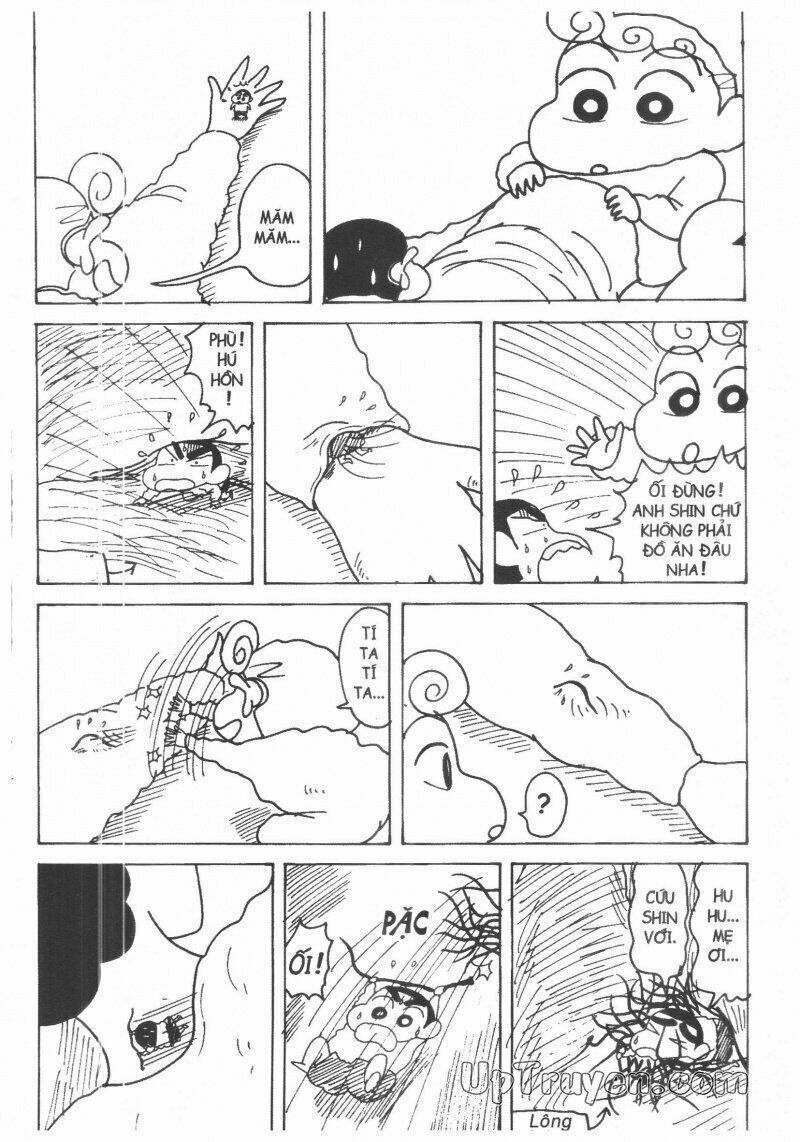 MĂM
MĂM...
ỐI ĐỪNG!
ANH SHIN CHỨ
KHÔNG PHẢI
ĐỒ ĂN ĐÂU
NHA!
PHÙ!
HÚ
HỒN
!
?
TÍ
TA
TÍ
TA...
HU
HU...
MẸ
ƠI...
CỨU
SHIN
VỚI.
Lông
PẶC
ỐI!
UpTruyen.com